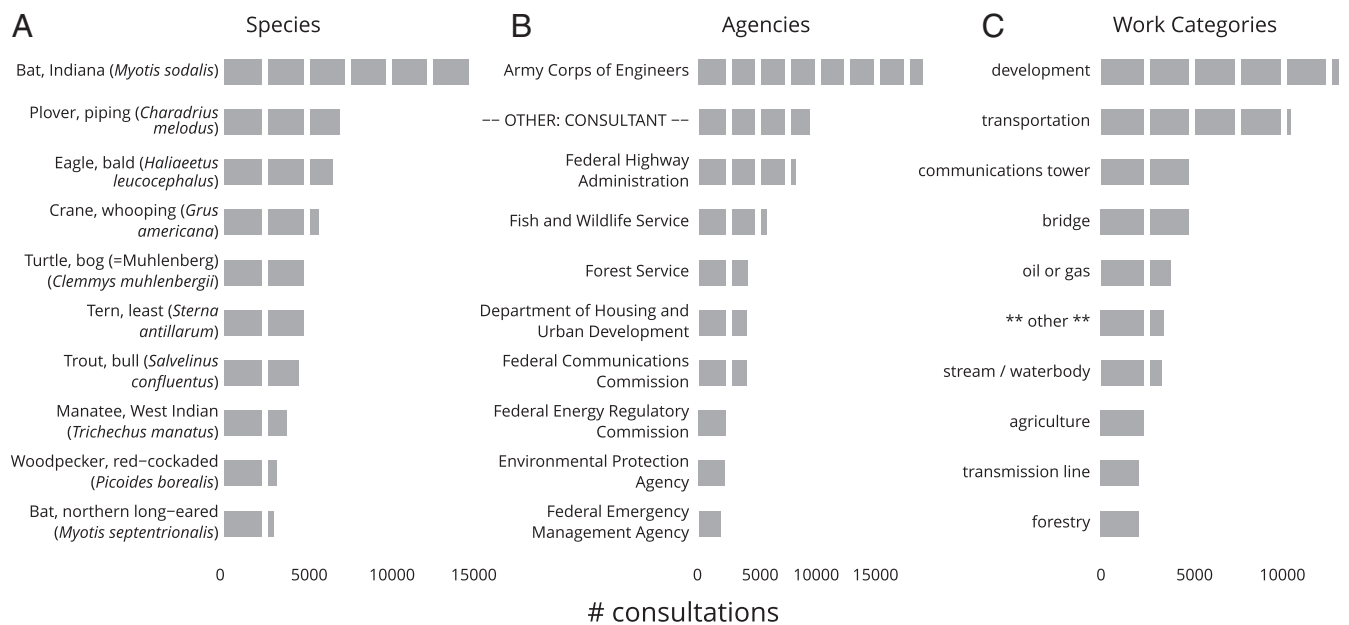 A
Species
Bat, Indiana (Myotis sodalis)
Plover, piping (Charadrius
melodus)
Eagle, bald (Haliaeetus
leucocephalus)
Crane, whooping (Grus
americana)
Turtle, bog (=Muhlenberg)
(Clemmys muhlenbergii)
Tern, least (Sterna
antillarum)
Trout, bull (Salvelinus
confluentus)
Manatee, West Indian
(Trichechus manatus)
Woodpecker, red−cockaded
(Picoides borealis)
Bat, northern long−eared
(Myotis septentrionalis)
0 5000 10000 15000
B
Agencies
Army Corps of Engineers
−− OTHER: CONSULTANT −−
Federal Highway
Administration
Fish and Wildlife Service
Forest Service
Department of Housing and
Urban Development
Federal Communications
Commission
Federal Energy Regulatory
Commission
Environmental Protection
Agency
Federal Emergency
Management Agency
0 5000 10000 15000
C
Work Categories
development
transportation
communications tower
bridge
oil or gas
** other **
stream / waterbody
agriculture
transmission line
forestry
0 5000 10000
# consultations